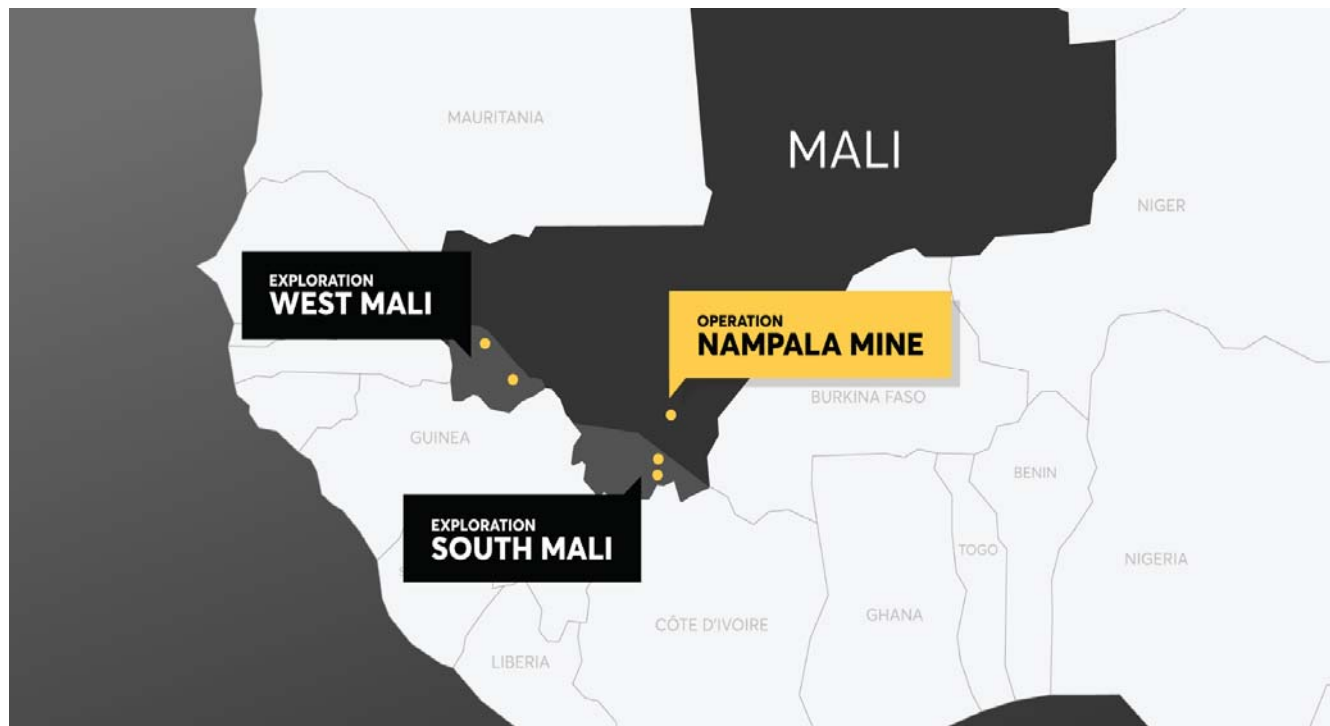 MAURITANIA
MALI
NIGER
EXPLORATION
WEST MALI
OPERATION
NAMPALA MINE
BURKINA FASO
GUINEA
BENIN
EXPLORATION
SOUTH MALI
TOGO
NIGERIA
GHANA
CÔTE D'IVOIRE
LIBERIA